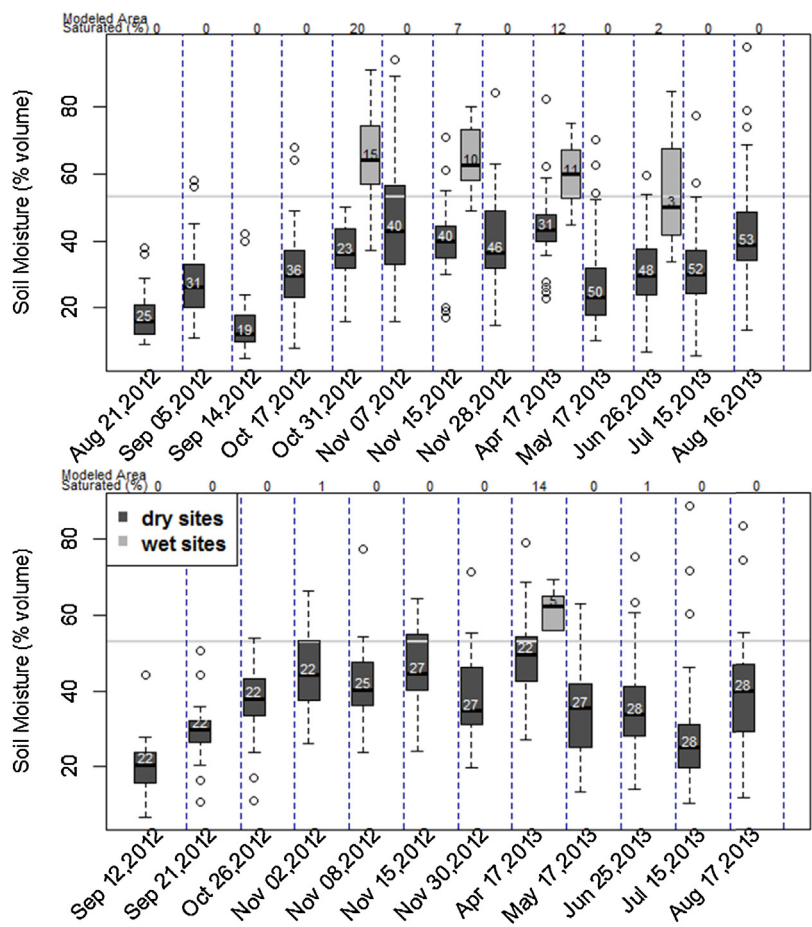 Modeled Area
Saturated (%) 0 0 0 0 20 0 7 0 12 0 2 0 0
Soil Moisture (% volume)
80
60
40
20
25
31
19
36
23
15
40
40
10
46
31
11
50
48
3
52
53
Aug 21,2012
Sep 05,2012
Sep 14,2012
Oct 17,2012
Oct 31,2012
Nov 07,2012
Nov 15,2012
Nov 28,2012
Apr 17,2013
May 17,2013
Jun 26,2013
Jul 15,2013
Aug 16,2013
Modeled Area
Saturated (%) 0 0 0 1 0 0 0 14 0 1 0 0
dry sites
wet sites
Soil Moisture (% volume)
80
60
40
20
22
22
22
22
25
27
27
22
5
27
28
28
28
Sep 12,2012
Sep 21,2012
Oct 26,2012
Nov 02,2012
Nov 08,2012
Nov 15,2012
Nov 30,2012
Apr 17,2013
May 17,2013
Jun 25,2013
Jul 15,2013
Aug 17,2013